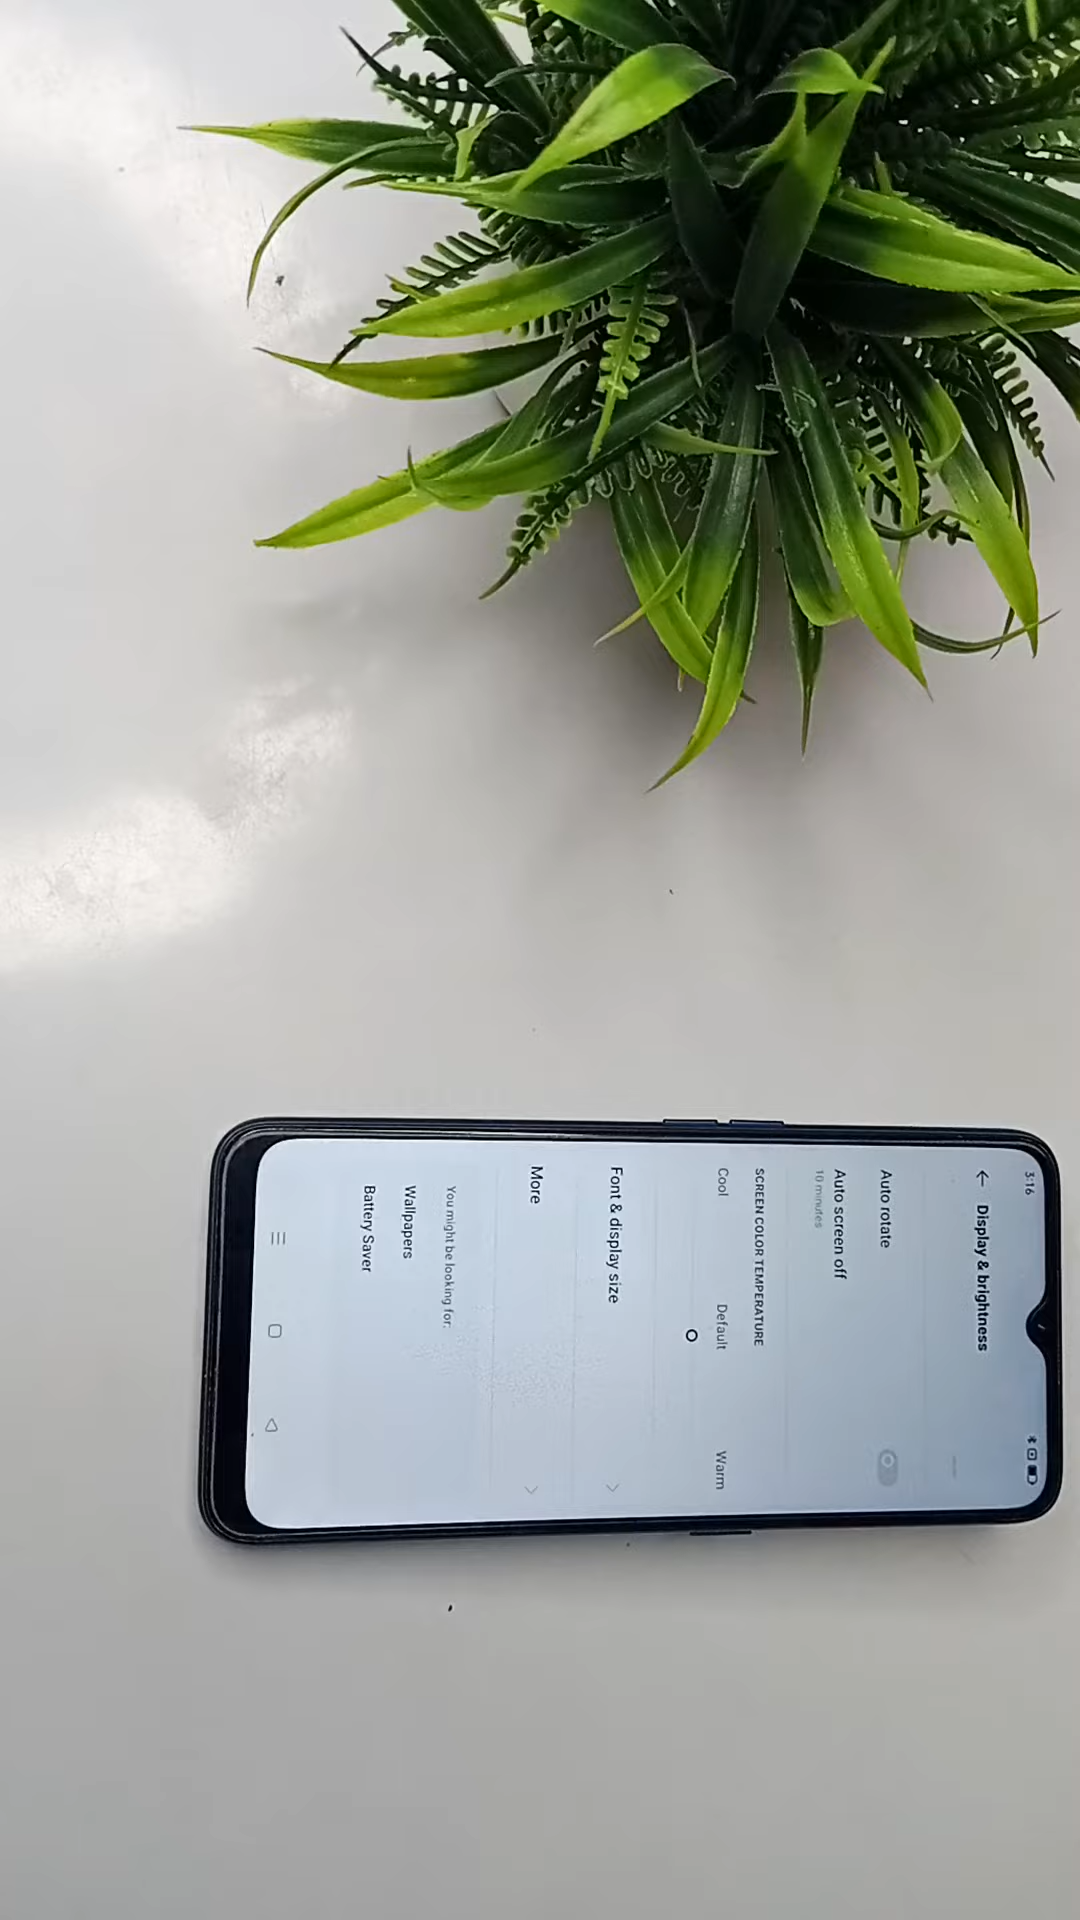 3:16
Display & brightness
Auto rotate
Auto screen off
10 minutes
SCREEN COLOR TEMPERATURE
Cool Default Warm
Font & display size
More
You might be looking for:
Wallpapers
Battery Saver